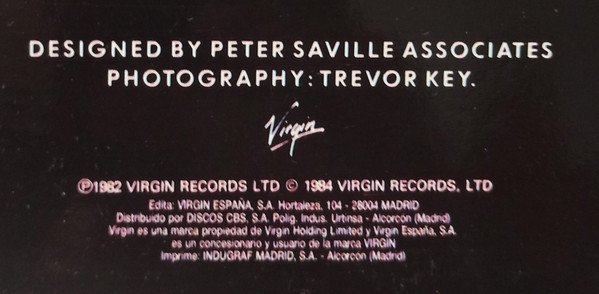 DESIGNED BY PETER SAVILLE ASSOCIATES
PHOTOGRAPHY: TREVOR KEY.
Virgin
℗1982 VIRGIN RECORDS LTD © 1984 VIRGIN RECORDS, LTD
Edita: VIRGIN ESPAÑA, S.A. Hortaleza, 104 - 28004 MADRID
Distribuido por DISCOS CBS, S.A. Polig. Indus. Urtinsa - Alcorcón (Madrid)
Virgin es una marca propiedad de Virgin Holding Limited y Virgin España, S.A.
es un concesionario y usuario de la marca VIRGIN
Imprime: INDUGRAF MADRID, S.A. - Alcorcón (Madrid)